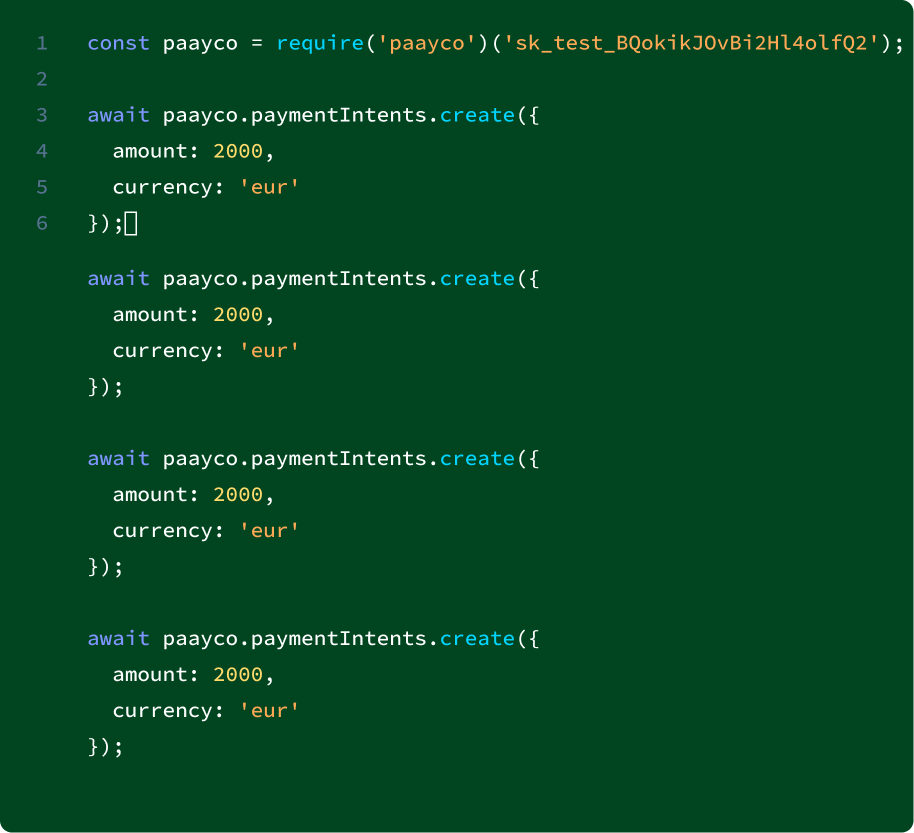 1 const paayco = require('paayco')('sk_test_BQokikJOvBi2Hl4olfQ2');
2
3 await paayco.paymentIntents.create({
4 amount: 2000,
5 currency: 'eur'
6 });
await paayco.paymentIntents.create({
amount: 2000,
currency: 'eur'
});
await paayco.paymentIntents.create({
amount: 2000,
currency: 'eur'
});
await paayco.paymentIntents.create({
amount: 2000,
currency: 'eur'
});